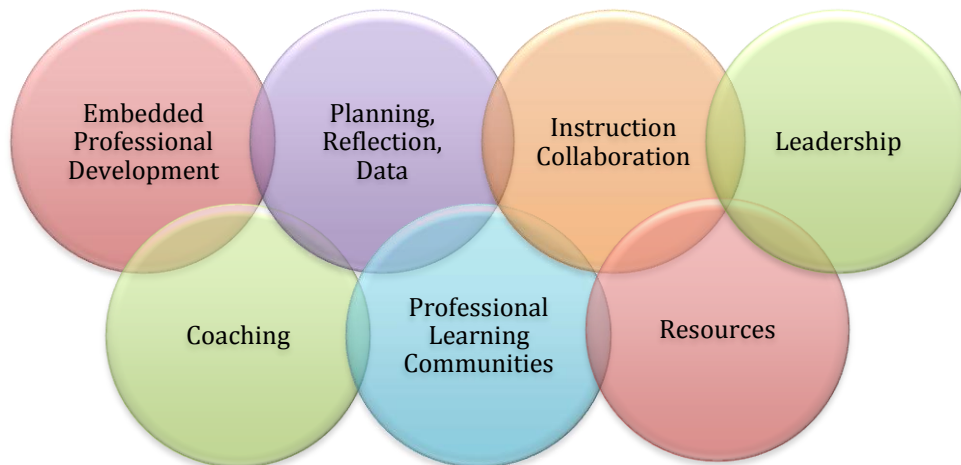 Embedded
Professional
Development
Planning,
Reflection,
Data
Instruction
Collaboration
Leadership
Coaching
Professional
Learning
Communities
Resources